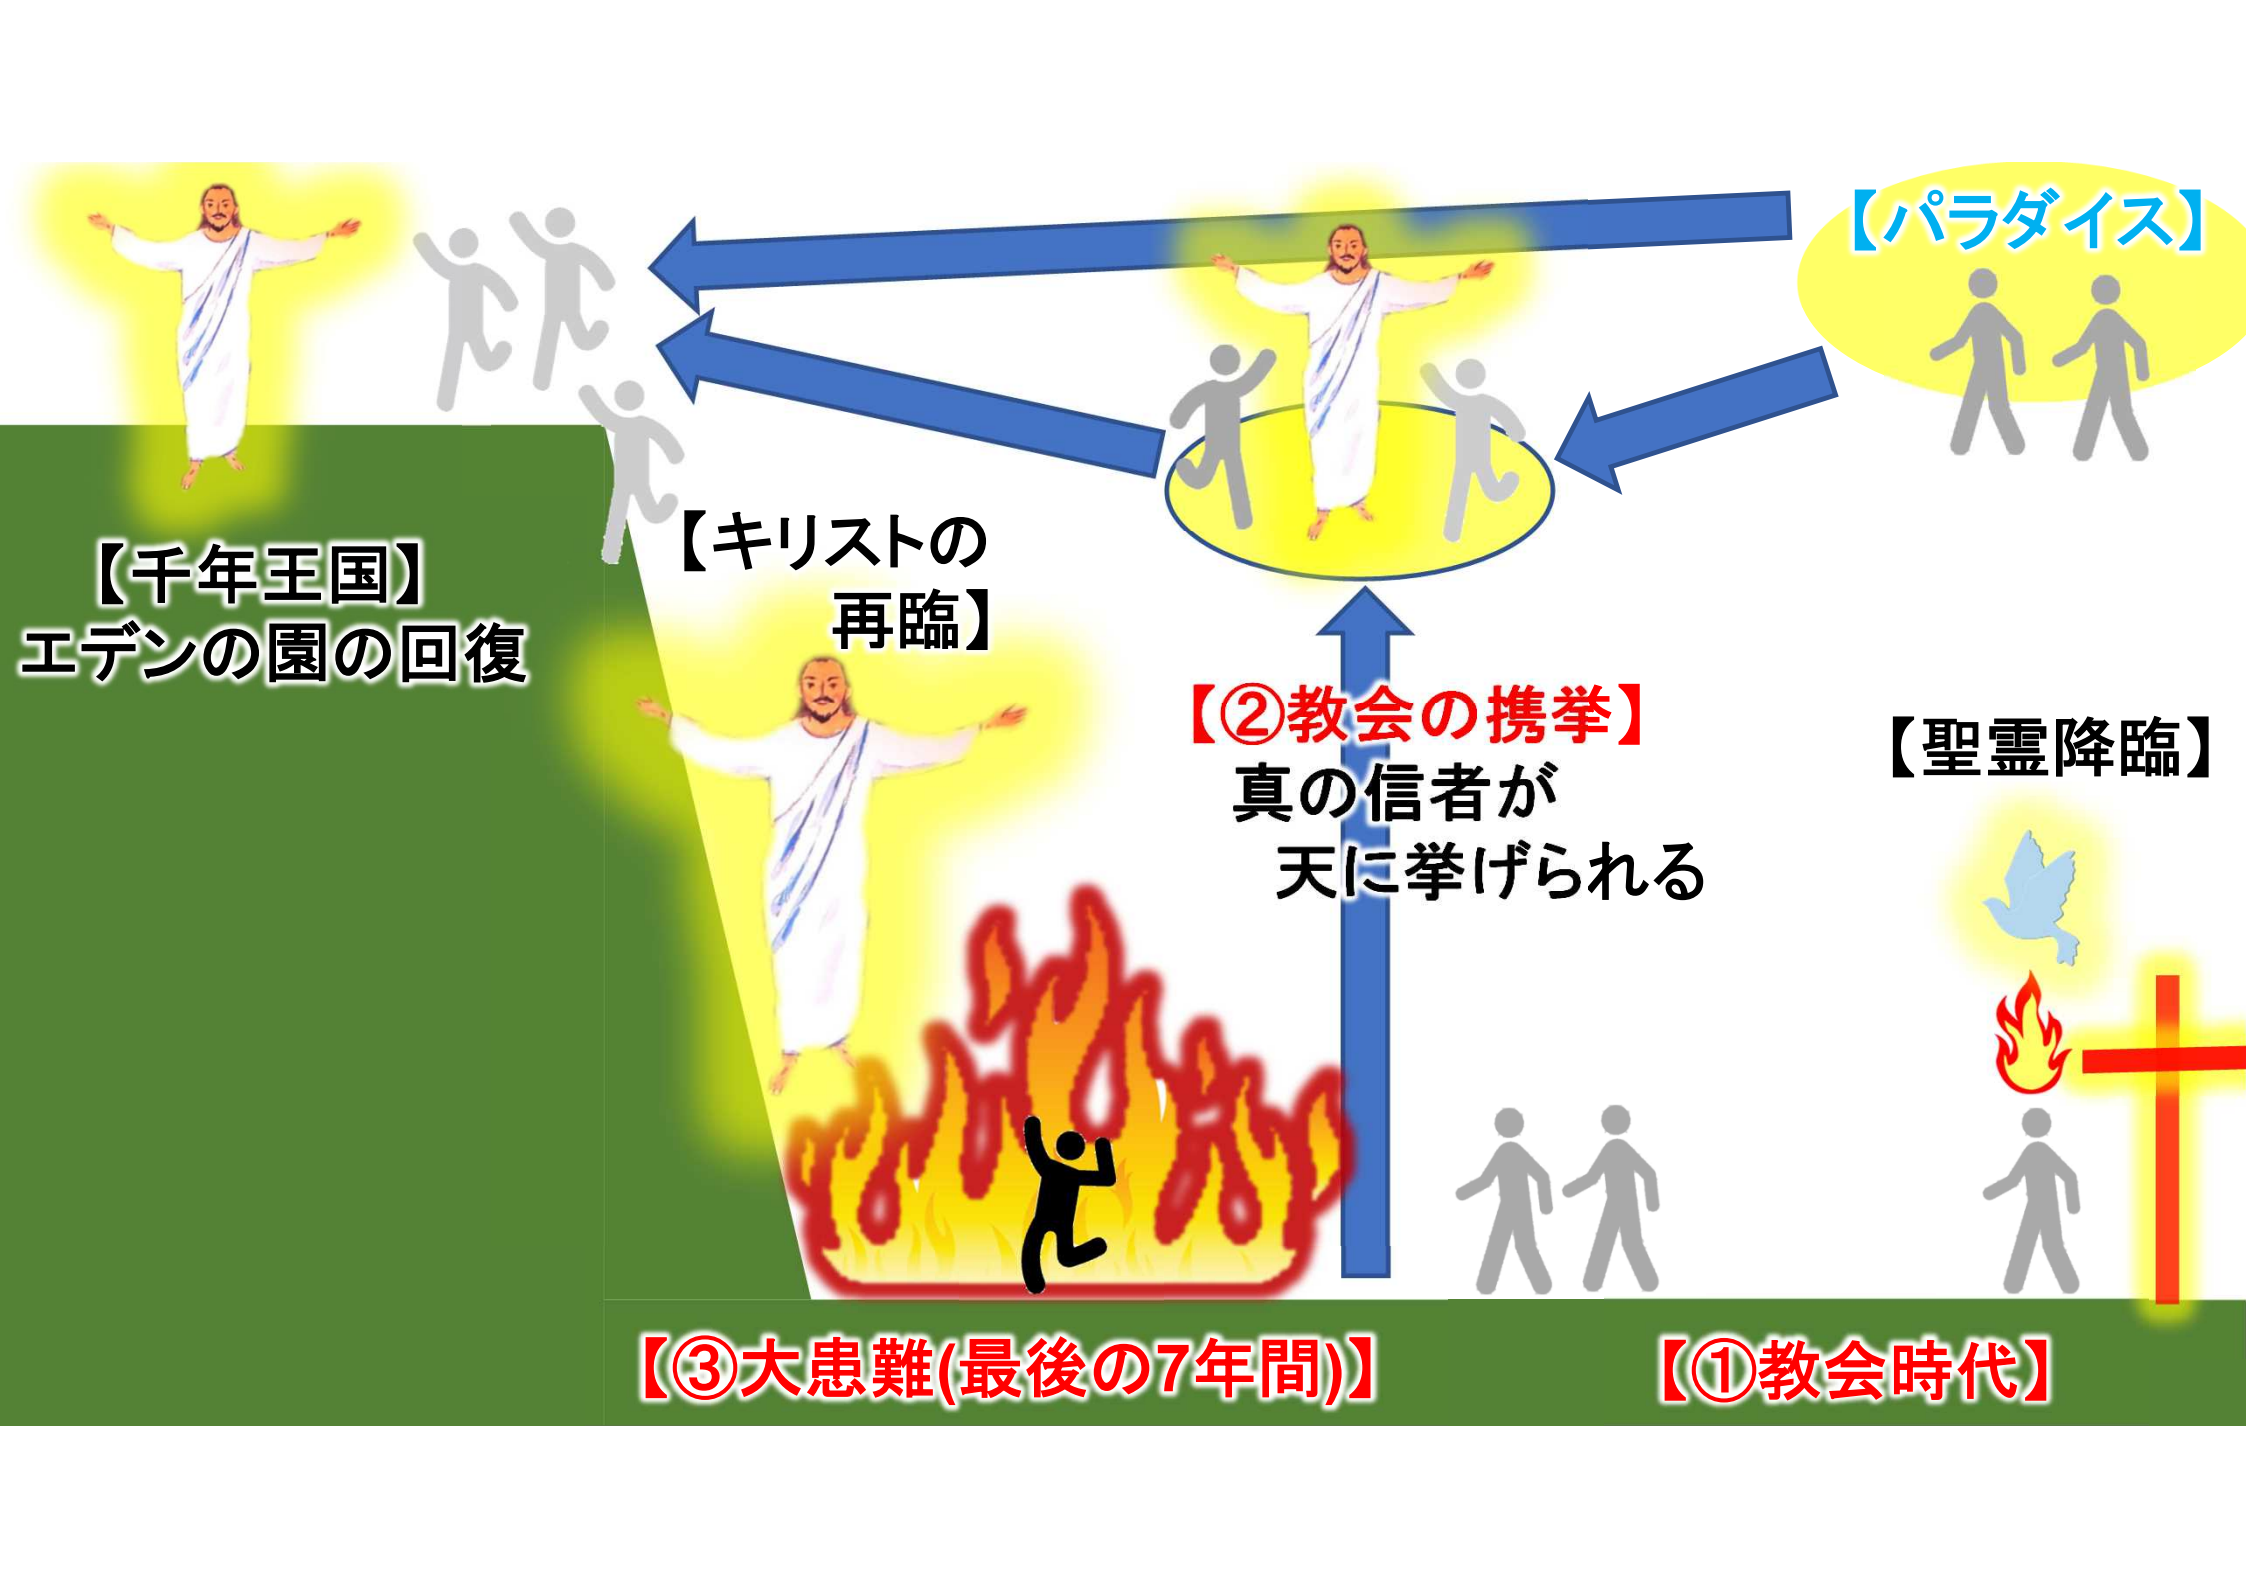 【パラダイス】
【キリストの
再臨】
【千年王国】
エデンの園の回復
【②教会の携挙】
真の信者が
天に挙げられる
【聖霊降臨】
【③大患難(最後の7年間)】
【①教会時代】